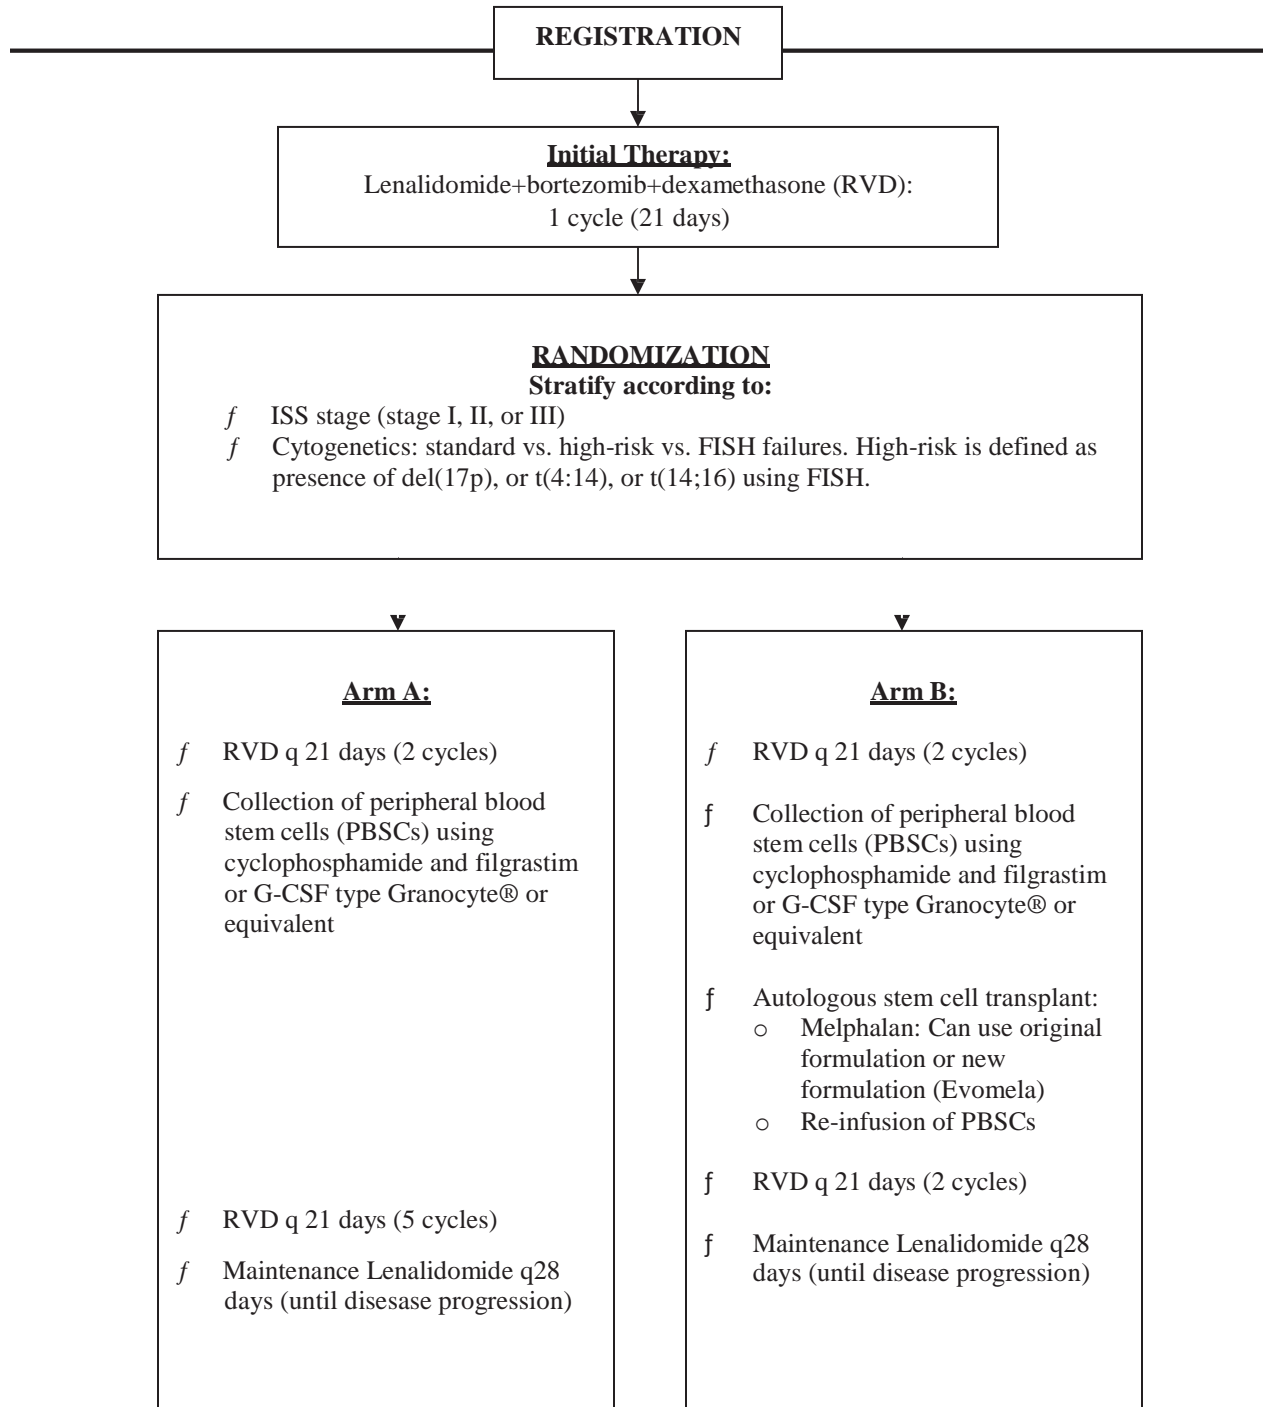 REGISTRATION
Initial Therapy:
Lenalidomide+bortezomib+dexamethasone (RVD):
1 cycle (21 days)
RANDOMIZATION
Stratify according to:
ƒ ISS stage (stage I, II, or III)
ƒ Cytogenetics: standard vs. high-risk vs. FISH failures. High-risk is defined as
presence of del(17p), or t(4:14), or t(14;16) using FISH.
Arm A:
ƒ RVD q 21 days (2 cycles)
ƒ Collection of peripheral blood
stem cells (PBSCs) using
cyclophosphamide and filgrastim
or G-CSF type Granocyte® or
equivalent
ƒ RVD q 21 days (5 cycles)
ƒ Maintenance Lenalidomide q28
days (until disesase progression)
Arm B:
ƒ RVD q 21 days (2 cycles)
ƒ Collection of peripheral blood
stem cells (PBSCs) using
cyclophosphamide and filgrastim
or G-CSF type Granocyte® or
equivalent
ƒ Autologous stem cell transplant:
o Melphalan: Can use original
formulation or new
formulation (Evomela)
o Re-infusion of PBSCs
ƒ RVD q 21 days (2 cycles)
ƒ Maintenance Lenalidomide q28
days (until disease progression)